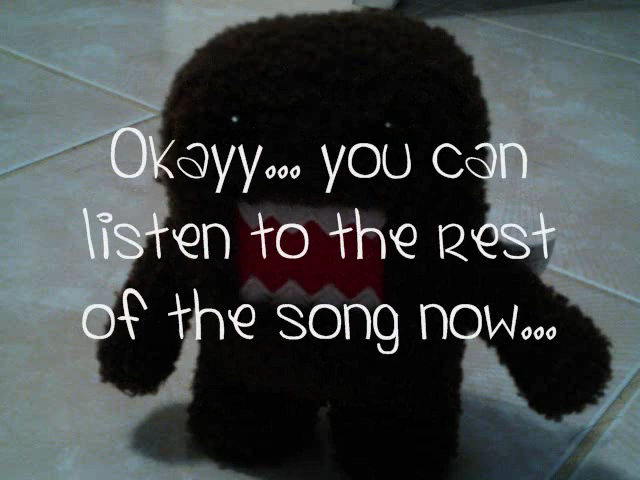 Okayy... you can
listen to the Rest
of the song now...